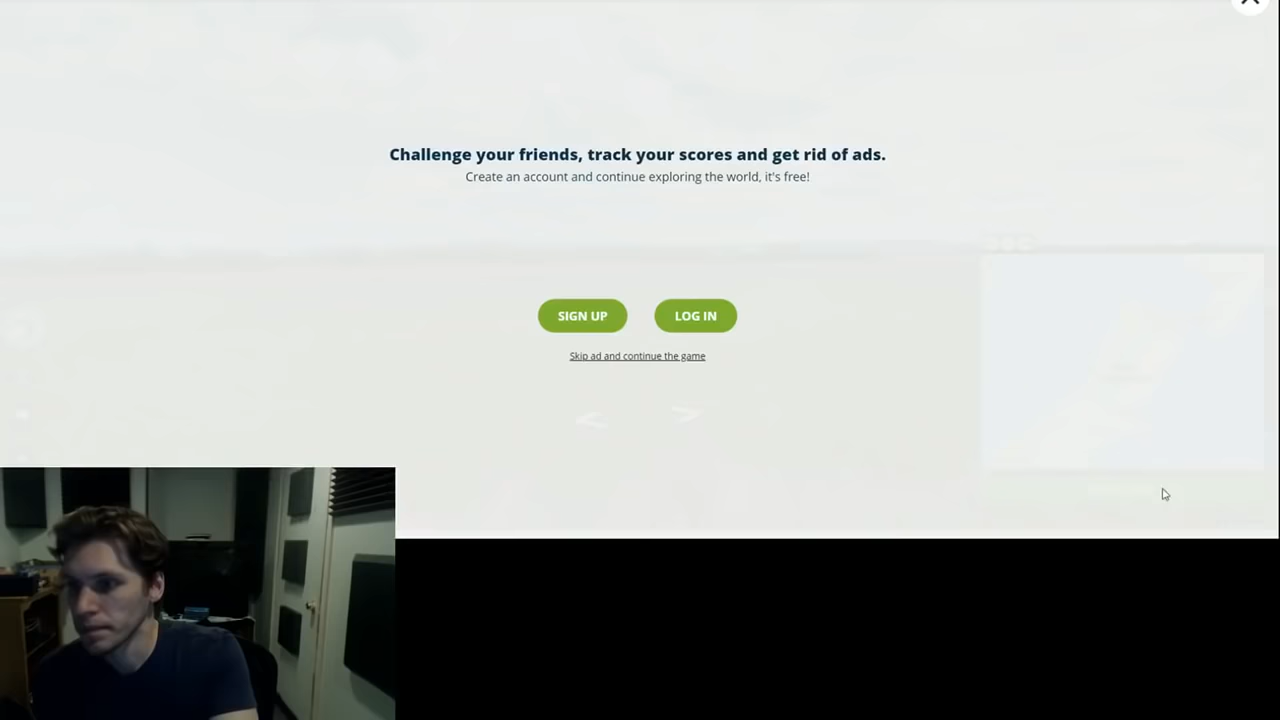 Challenge your friends, track your scores and get rid of ads.
Create an account and continue exploring the world, it's free!
SIGN UP
LOG IN
Skip ad and continue the game